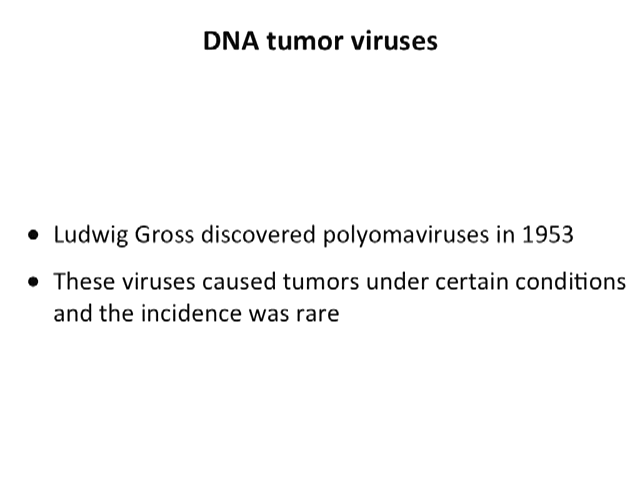 DNA tumor viruses
• Ludwig Gross discovered polyomaviruses in 1953
• These viruses caused tumors under certain conditions
and the incidence was rare